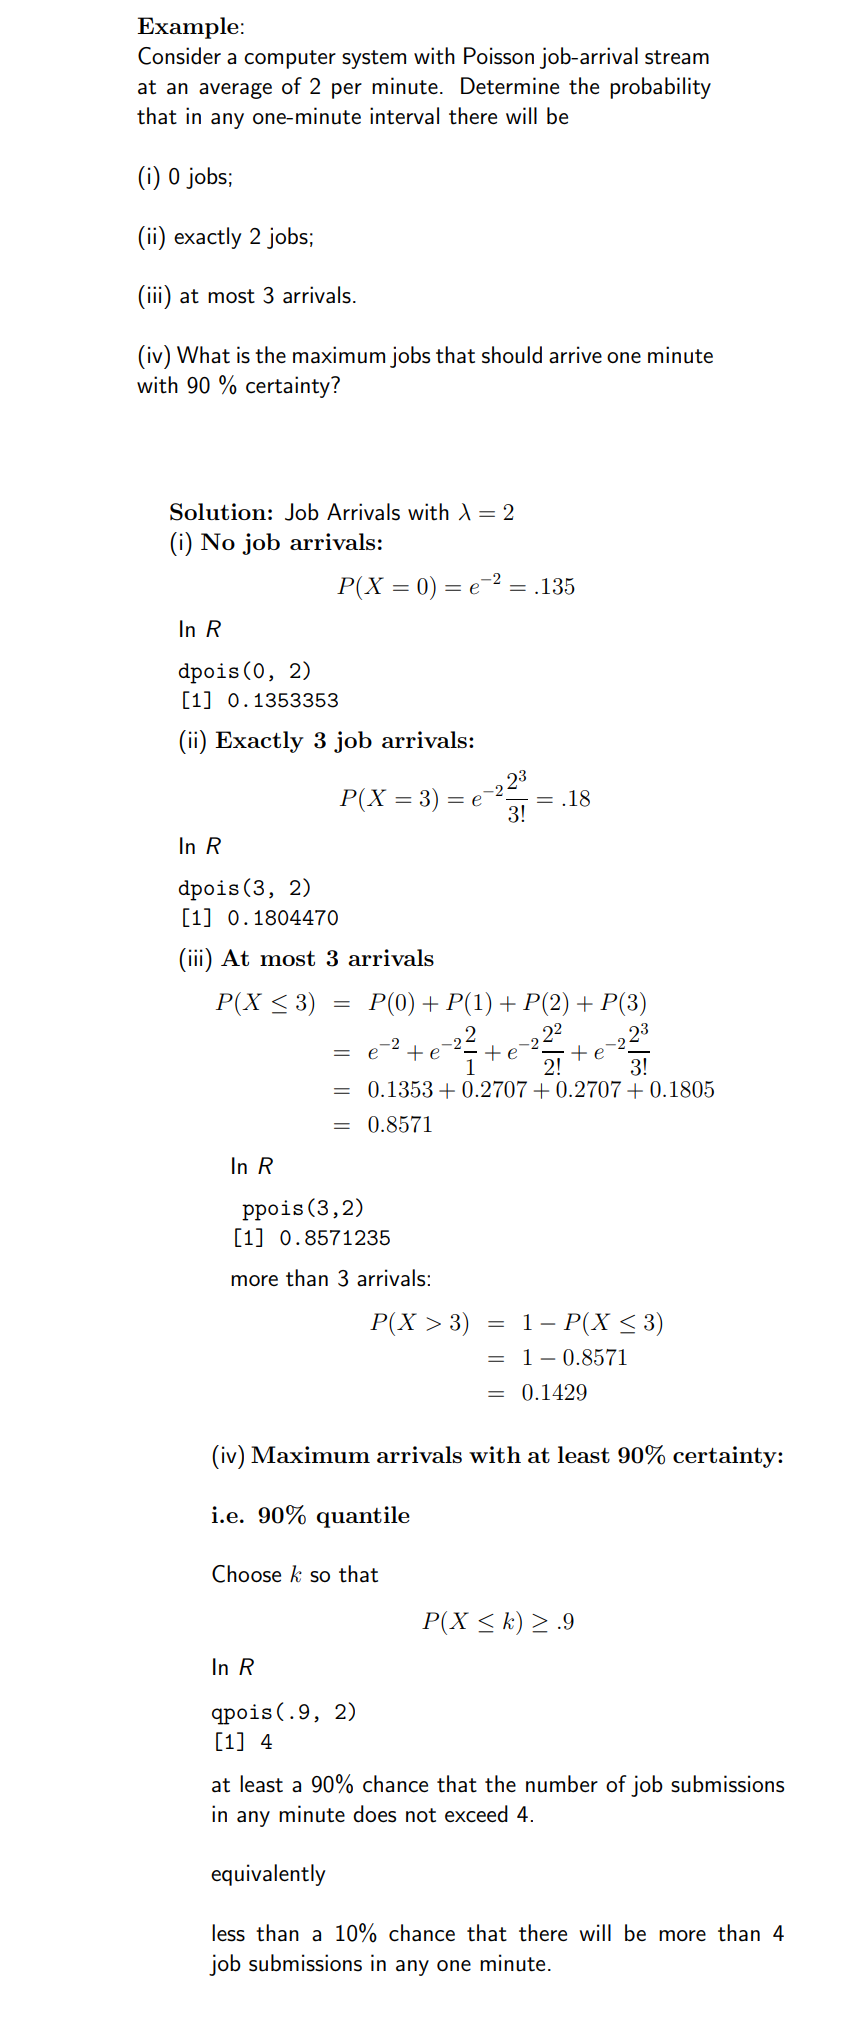 Example:
Consider a computer system with Poisson job-arrival stream
at an average of 2 per minute. Determine the probability
that in any one-minute interval there will be
(i) 0 jobs;
(ii) exactly 2 jobs;
(iii) at most 3 arrivals.
(iv) What is the maximum jobs that should arrive one minute
with 90 % certainty?
Solution: Job Arrivals with λ = 2
(i) No job arrivals:
P(X = 0) = e^{−2} = .135
In R
dpois(0, 2)
[1] 0.1353353
(ii) Exactly 3 job arrivals:
P(X = 3) = e^{−2} 2^3/3! = .18
In R
dpois(3, 2)
[1] 0.1804470
(iii) At most 3 arrivals
P(X ≤ 3) = P(0) + P(1) + P(2) + P(3)
= e^{−2} + e^{−2} 2/1 + e^{−2} 2^2/2! + e^{−2} 2^3/3!
= 0.1353 + 0.2707 + 0.2707 + 0.1805
= 0.8571
In R
ppois(3,2)
[1] 0.8571235
more than 3 arrivals:
P(X > 3) = 1 − P(X ≤ 3)
= 1 − 0.8571
= 0.1429
(iv) Maximum arrivals with at least 90% certainty:
i.e. 90% quantile
Choose k so that
P(X ≤ k) ≥ .9
In R
qpois(.9, 2)
[1] 4
at least a 90% chance that the number of job submissions
in any minute does not exceed 4.
equivalently
less than a 10% chance that there will be more than 4
job submissions in any one minute.